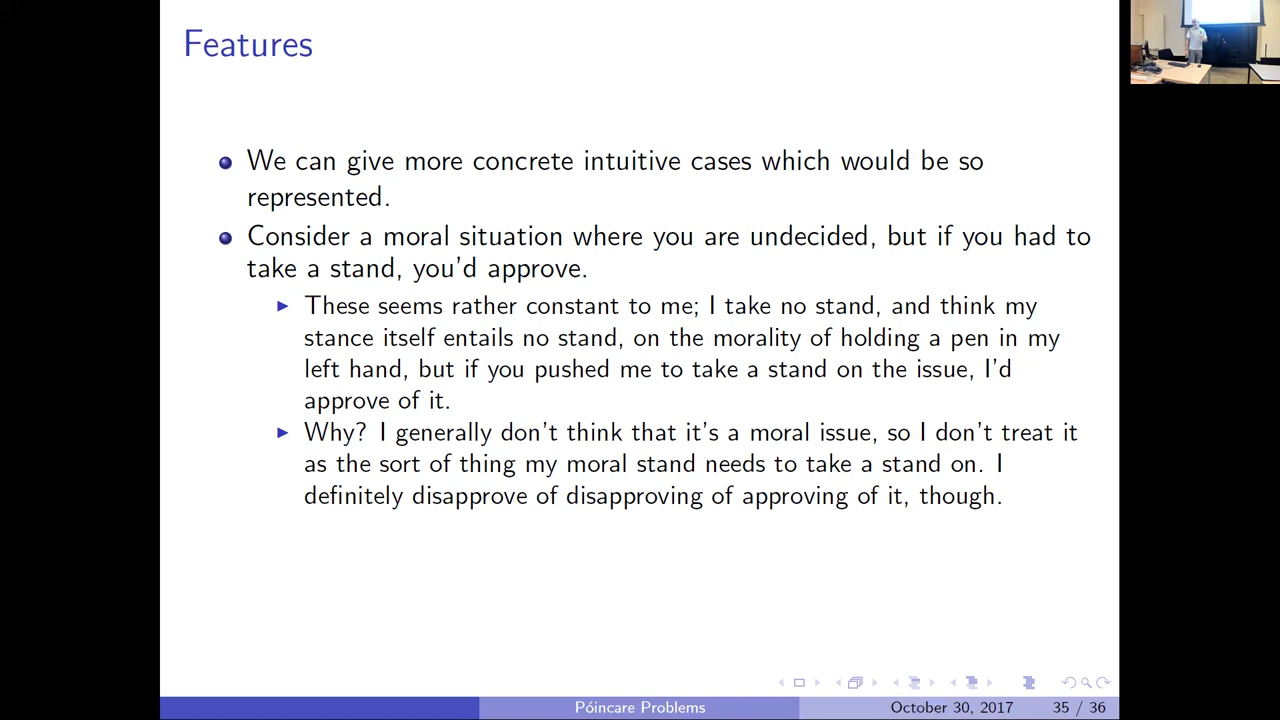 Features
We can give more concrete intuitive cases which would be so
represented.
Consider a moral situation where you are undecided, but if you had to
take a stand, you'd approve.
These seems rather constant to me; I take no stand, and think my
stance itself entails no stand, on the morality of holding a pen in my
left hand, but if you pushed me to take a stand on the issue, I'd
approve of it.
Why? I generally don't think that it's a moral issue, so I don't treat it
as the sort of thing my moral stand needs to take a stand on. I
definitely disapprove of disapproving of approving of it, though.
Póincare Problems
October 30, 2017
35 / 36